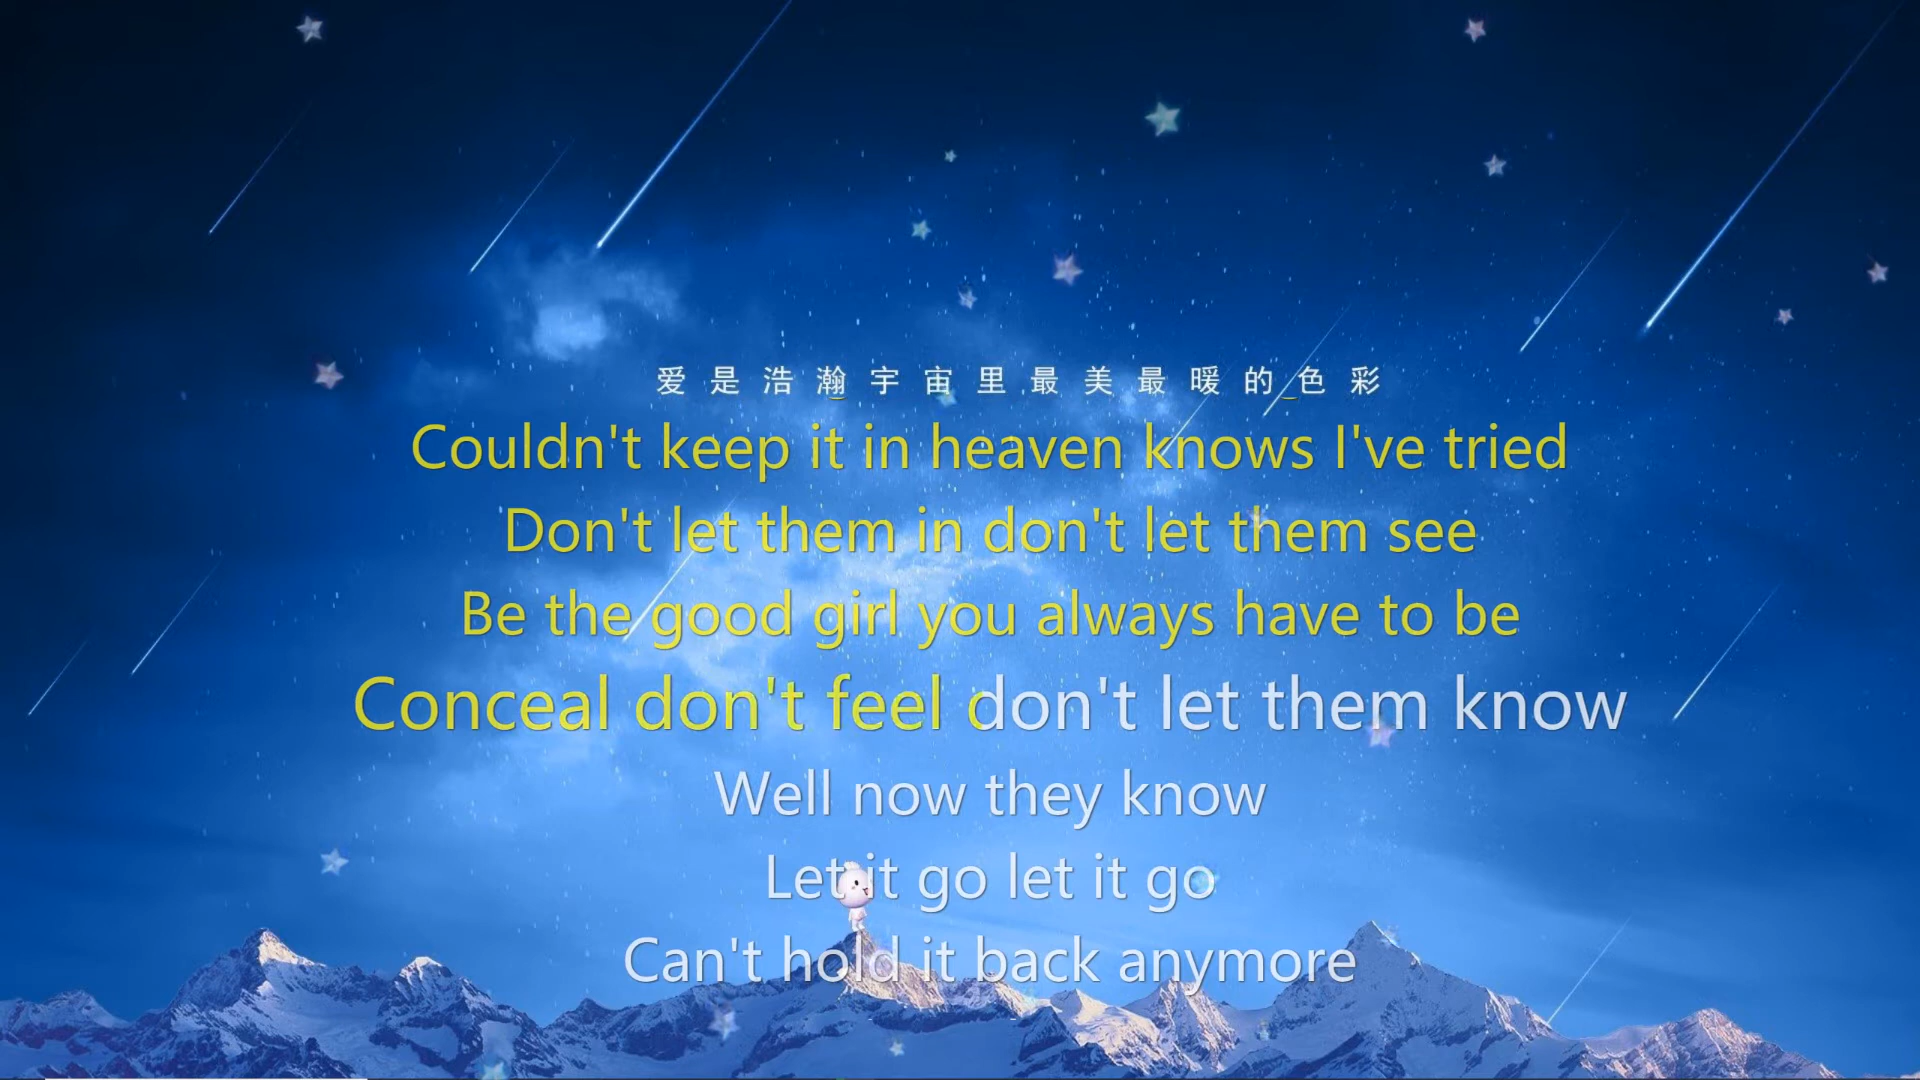 爱是浩瀚宇宙里最美最暖的色彩
Couldn't keep it in heaven knows I've tried
Don't let them in don't let them see
Be the good girl you always have to be
Conceal don't feel don't let them know
Well now they know
Let it go let it go
Can't hold it back anymore